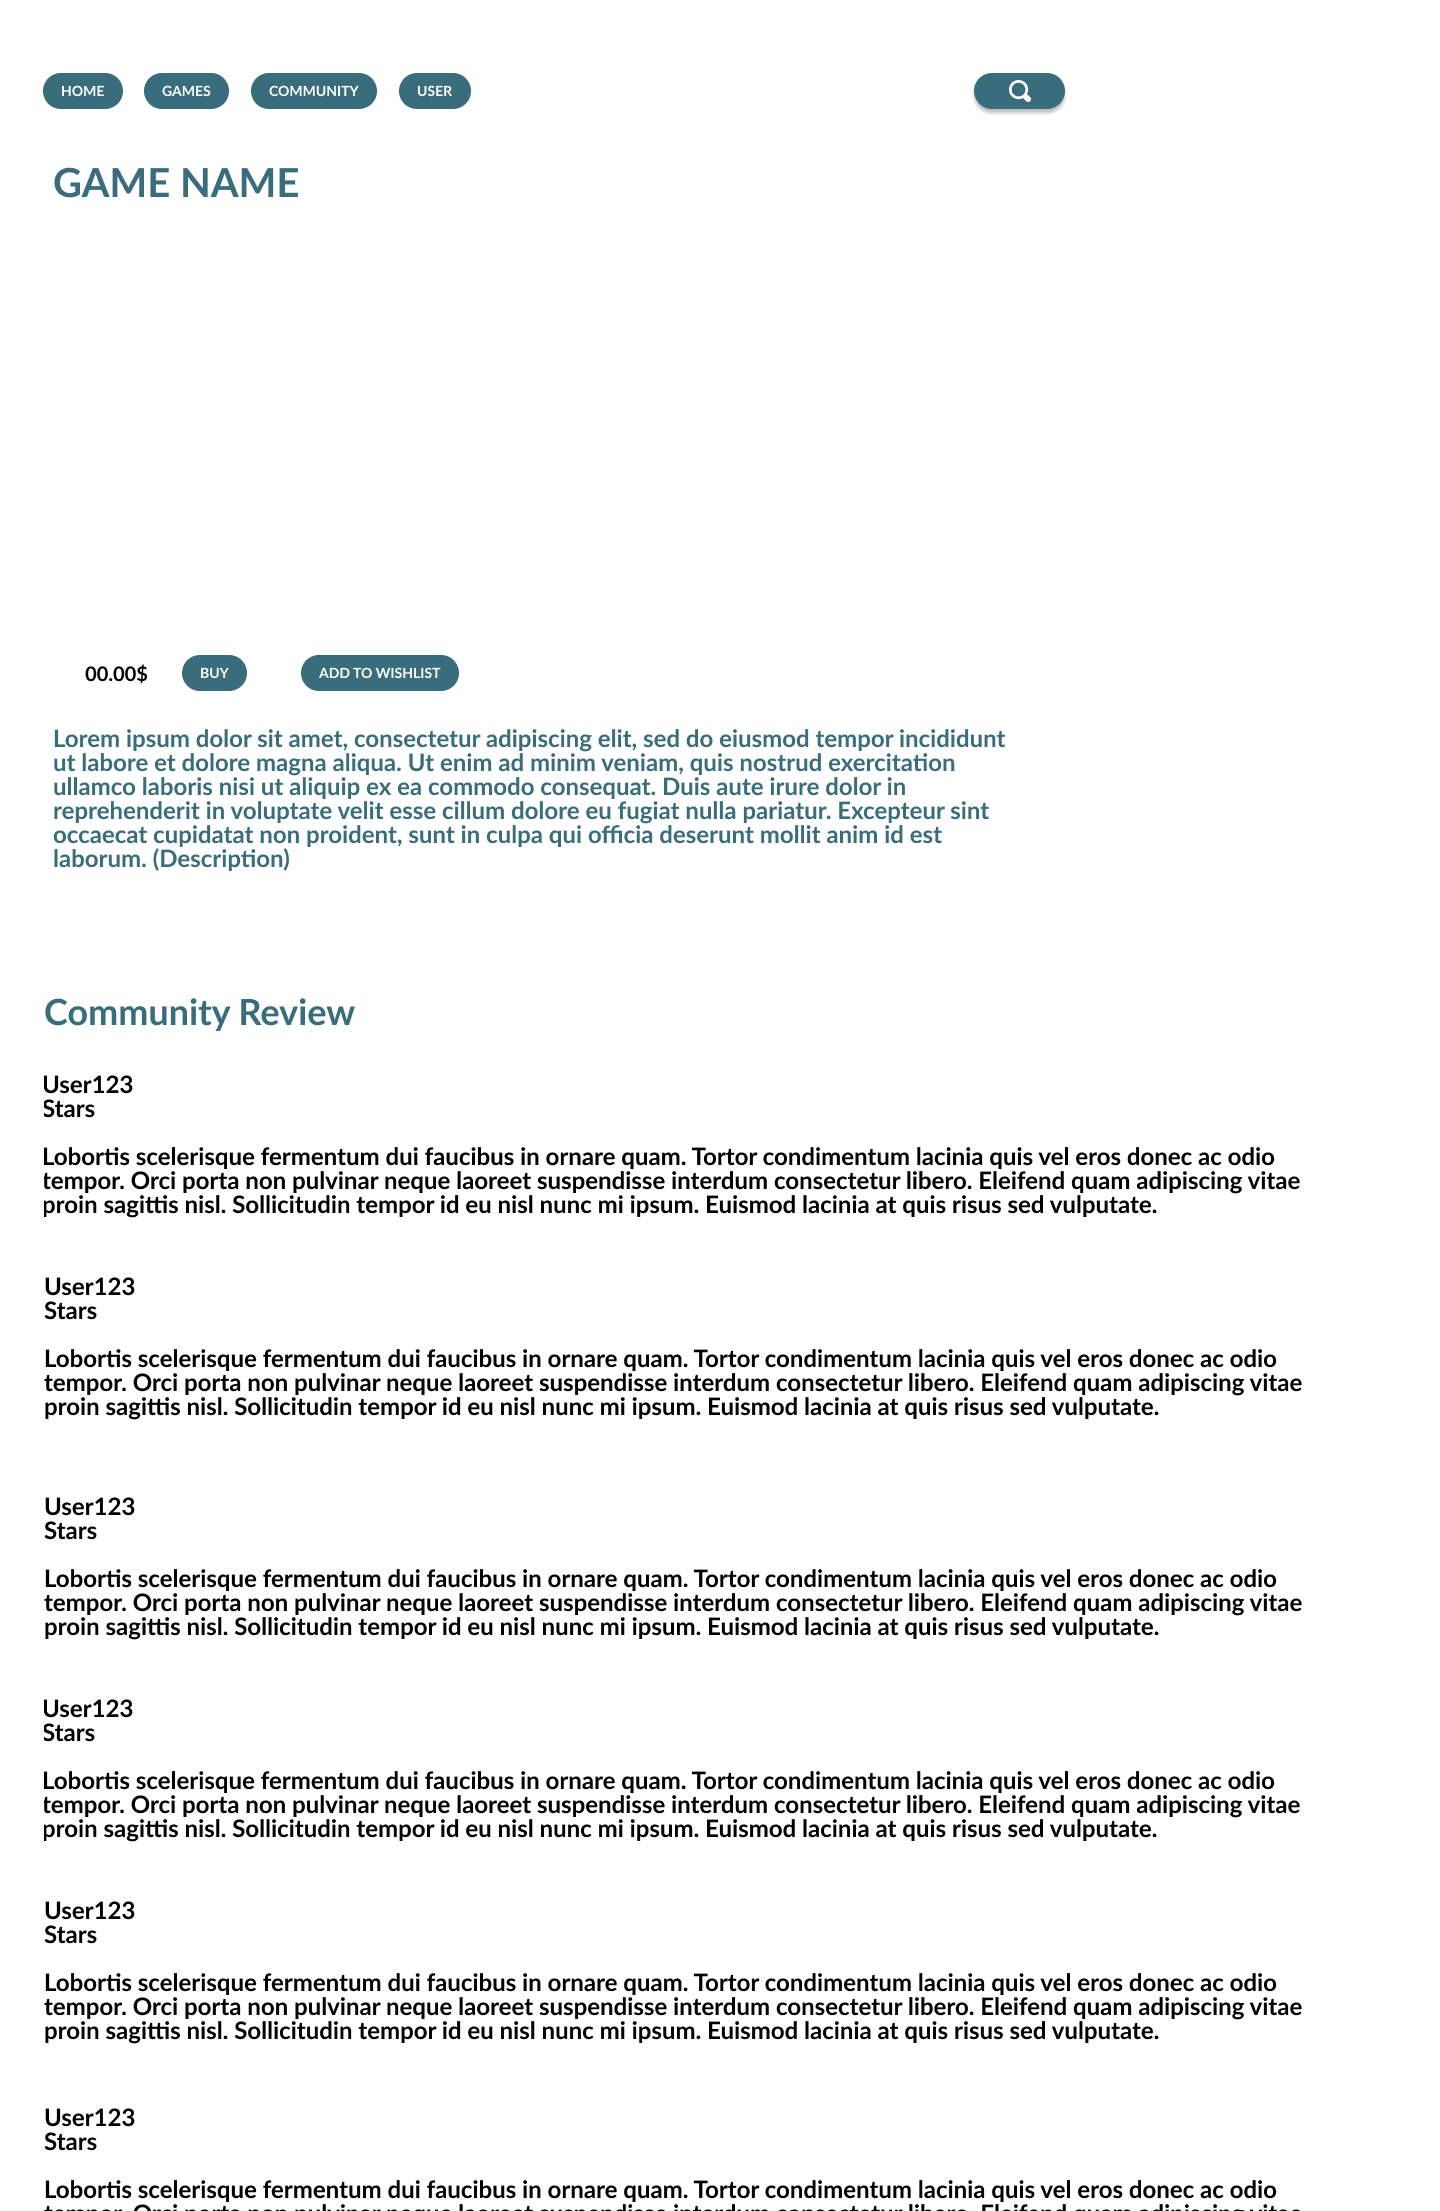 HOME GAMES COMMUNITY USER
GAME NAME
00.00$ BUY ADD TO WISHLIST
Lorem ipsum dolor sit amet, consectetur adipiscing elit, sed do eiusmod tempor incididunt
ut labore et dolore magna aliqua. Ut enim ad minim veniam, quis nostrud exercitation
ullamco laboris nisi ut aliquip ex ea commodo consequat. Duis aute irure dolor in
reprehenderit in voluptate velit esse cillum dolore eu fugiat nulla pariatur. Excepteur sint
occaecat cupidatat non proident, sunt in culpa qui officia deserunt mollit anim id est
laborum. (Description)
Community Review
User123
Stars
Lobortis scelerisque fermentum dui faucibus in ornare quam. Tortor condimentum lacinia quis vel eros donec ac odio
tempor. Orci porta non pulvinar neque laoreet suspendisse interdum consectetur libero. Eleifend quam adipiscing vitae
proin sagittis nisl. Sollicitudin tempor id eu nisl nunc mi ipsum. Euismod lacinia at quis risus sed vulputate.
User123
Stars
Lobortis scelerisque fermentum dui faucibus in ornare quam. Tortor condimentum lacinia quis vel eros donec ac odio
tempor. Orci porta non pulvinar neque laoreet suspendisse interdum consectetur libero. Eleifend quam adipiscing vitae
proin sagittis nisl. Sollicitudin tempor id eu nisl nunc mi ipsum. Euismod lacinia at quis risus sed vulputate.
User123
Stars
Lobortis scelerisque fermentum dui faucibus in ornare quam. Tortor condimentum lacinia quis vel eros donec ac odio
tempor. Orci porta non pulvinar neque laoreet suspendisse interdum consectetur libero. Eleifend quam adipiscing vitae
proin sagittis nisl. Sollicitudin tempor id eu nisl nunc mi ipsum. Euismod lacinia at quis risus sed vulputate.
User123
Stars
Lobortis scelerisque fermentum dui faucibus in ornare quam. Tortor condimentum lacinia quis vel eros donec ac odio
tempor. Orci porta non pulvinar neque laoreet suspendisse interdum consectetur libero. Eleifend quam adipiscing vitae
proin sagittis nisl. Sollicitudin tempor id eu nisl nunc mi ipsum. Euismod lacinia at quis risus sed vulputate.
User123
Stars
Lobortis scelerisque fermentum dui faucibus in ornare quam. Tortor condimentum lacinia quis vel eros donec ac odio
tempor. Orci porta non pulvinar neque laoreet suspendisse interdum consectetur libero. Eleifend quam adipiscing vitae
proin sagittis nisl. Sollicitudin tempor id eu nisl nunc mi ipsum. Euismod lacinia at quis risus sed vulputate.
User123
Stars
Lobortis scelerisque fermentum dui faucibus in ornare quam. Tortor condimentum lacinia quis vel eros donec ac odio